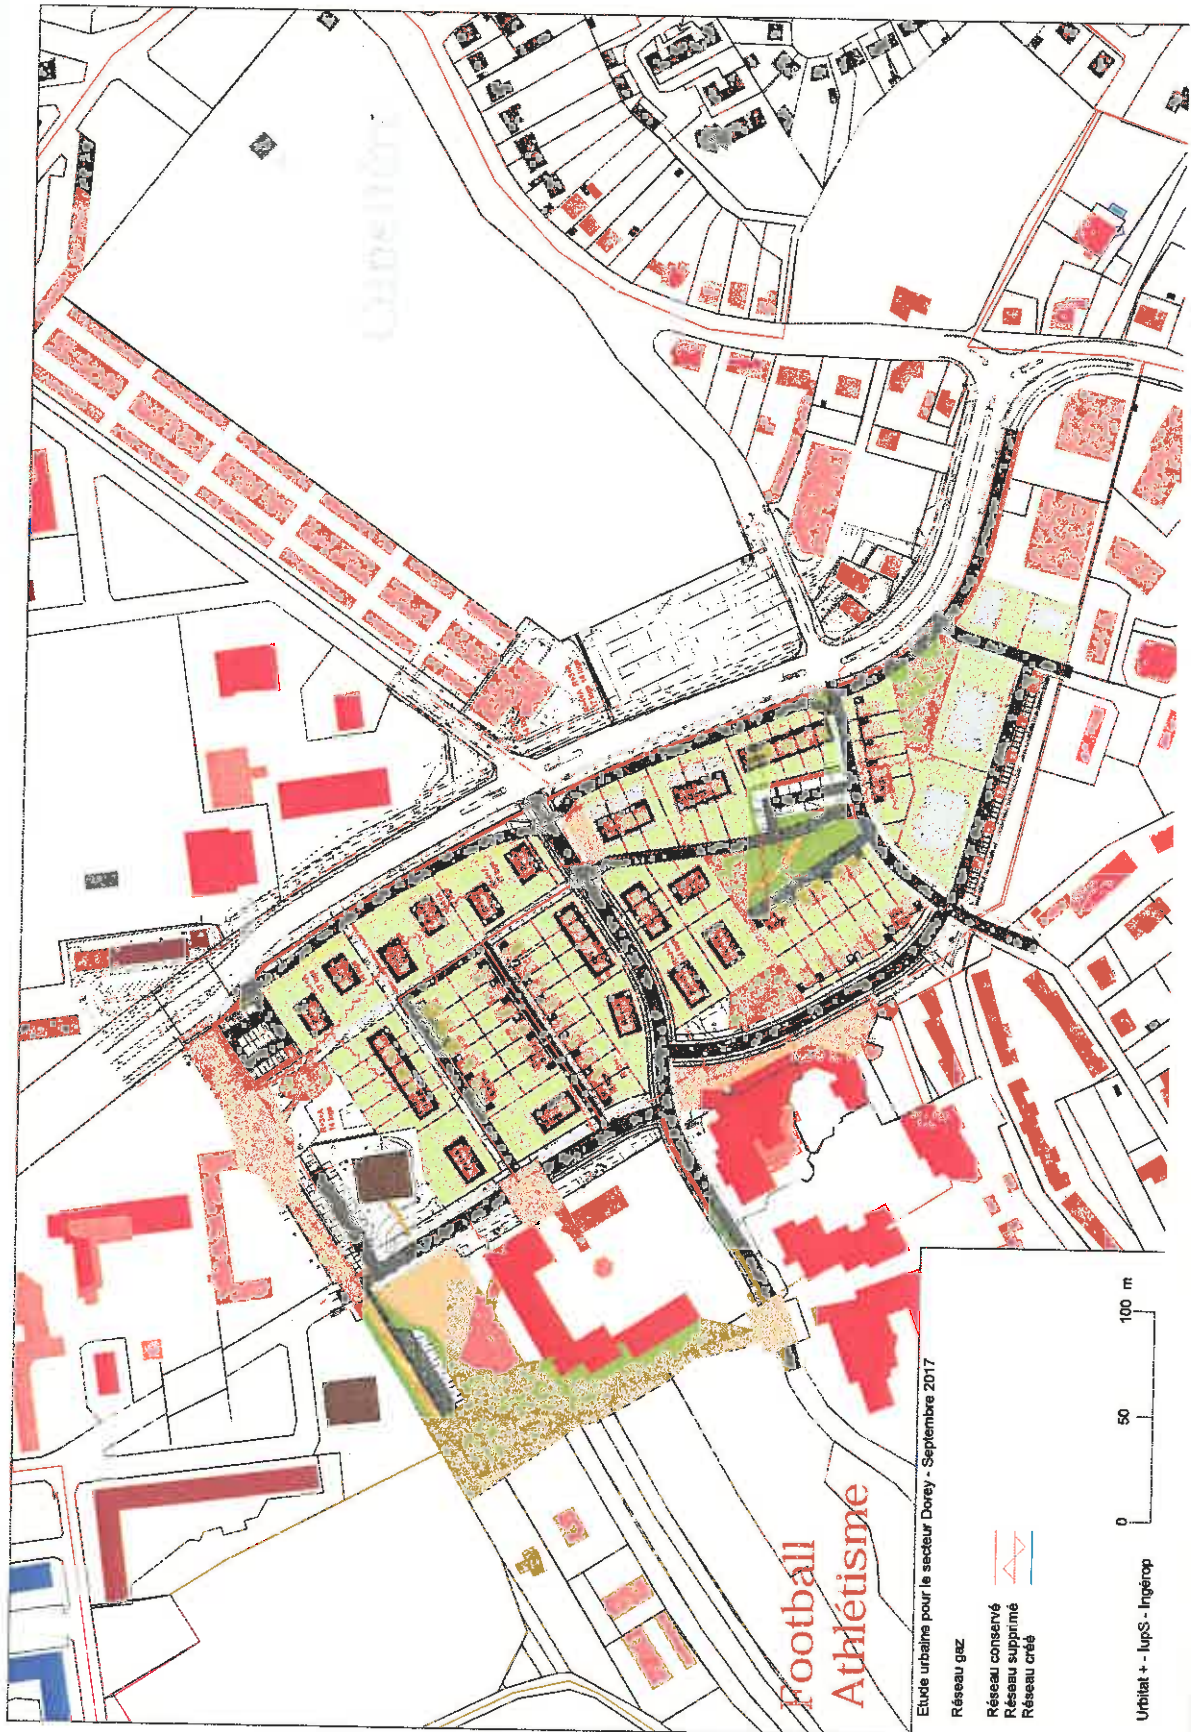 Football
Athlétisme
Etude urbaine pour le secteur Dorey - Septembre 2017
Réseau gaz
Réseau conservé
Réseau supprimé
Réseau créé
0 50 100 m
Urbitat + - IupS - Ingérop